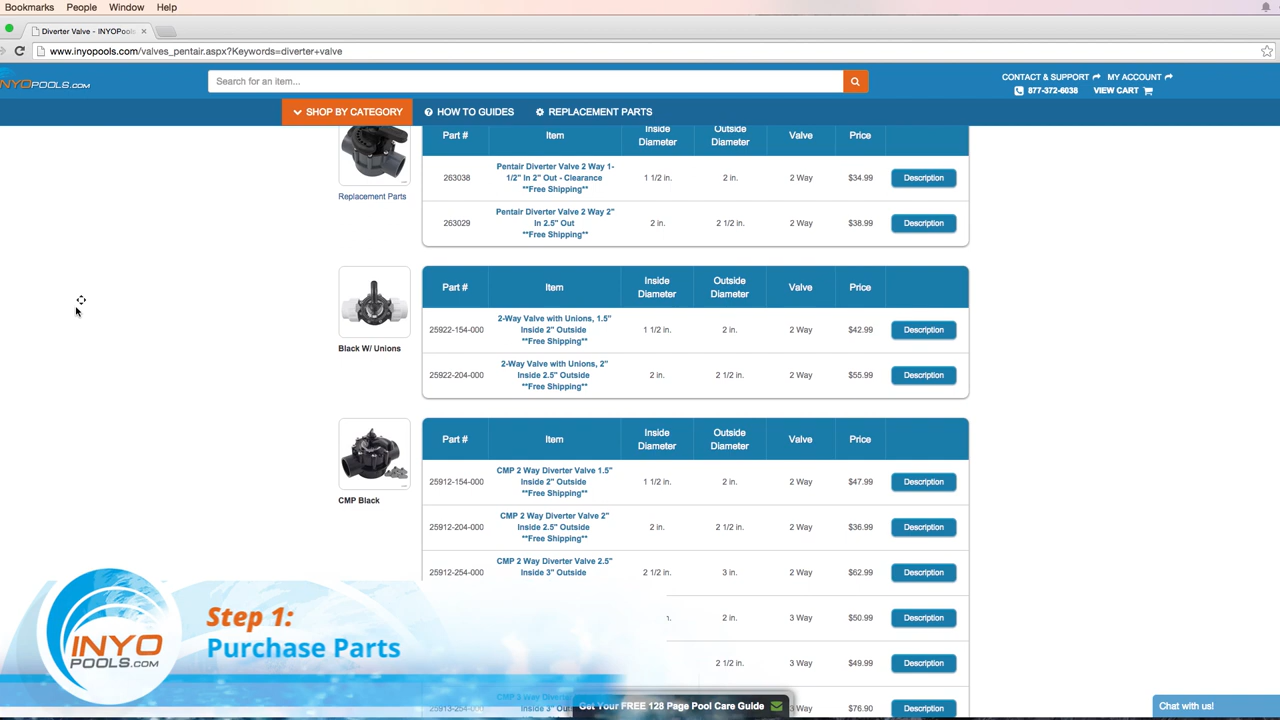 Bookmarks People Window Help
Diverter Valve - INYOPools
www.inyopools.com/valves_pentair.aspx?Keywords=diverter+valve
INYOPOOLS.COM
Search for an item...
CONTACT & SUPPORT MY ACCOUNT
877-372-6038 VIEW CART
SHOP BY CATEGORY HOW TO GUIDES REPLACEMENT PARTS
Part # Item Inside Diameter Outside Diameter Valve Price
Replacement Parts
263038 Pentair Diverter Valve 2 Way 1-1/2" In 2" Out - Clearance **Free Shipping** 1 1/2 in. 2 in. 2 Way $34.99 Description
263029 Pentair Diverter Valve 2 Way 2" In 2.5" Out **Free Shipping** 2 in. 2 1/2 in. 2 Way $38.99 Description
Part # Item Inside Diameter Outside Diameter Valve Price
25922-154-000 2-Way Valve with Unions, 1.5" Inside 2" Outside **Free Shipping** 1 1/2 in. 2 in. 2 Way $42.99 Description
Black W/ Unions
25922-204-000 2-Way Valve with Unions, 2" Inside 2.5" Outside **Free Shipping** 2 in. 2 1/2 in. 2 Way $55.99 Description
Part # Item Inside Diameter Outside Diameter Valve Price
25912-154-000 CMP 2 Way Diverter Valve 1.5" Inside 2" Outside **Free Shipping** 1 1/2 in. 2 in. 2 Way $47.99 Description
CMP Black
25912-204-000 CMP 2 Way Diverter Valve 2" Inside 2.5" Outside **Free Shipping** 2 in. 2 1/2 in. 2 Way $36.99 Description
25912-254-000 CMP 2 Way Diverter Valve 2.5" Inside 3" Outside 2 1/2 in. 3 in. 2 Way $62.99 Description
2 in. 3 Way $50.99 Description
2 1/2 in. 3 Way $49.99 Description
Inside 3" 3 Way $76.90 Description
Step 1:
Purchase Parts
INYO
POOLS.COM
Get Your FREE 128 Page Pool Care Guide
Chat with us!